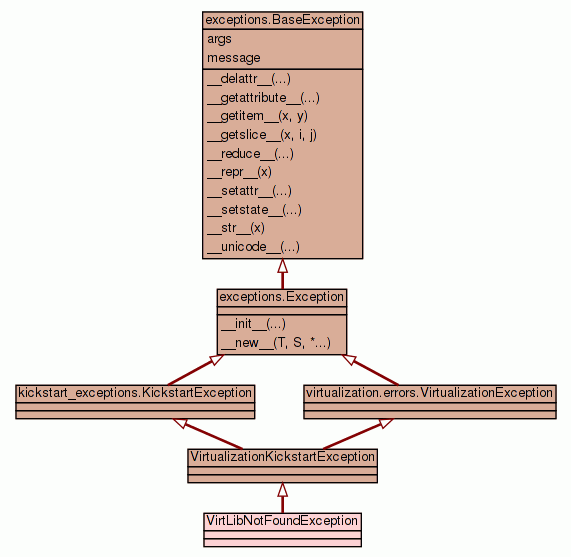 exceptions.BaseException
args
message
__delattr__(...)
__getattribute__(...)
__getitem__(x, y)
__getslice__(x, i, j)
__reduce__(...)
__repr__(x)
__setattr__(...)
__setstate__(...)
__str__(x)
__unicode__(...)
exceptions.Exception
__init__(...)
__new__(T, S, *...)
kickstart_exceptions.KickstartException
virtualization.errors.VirtualizationException
VirtualizationKickstartException
VirtLibNotFoundException